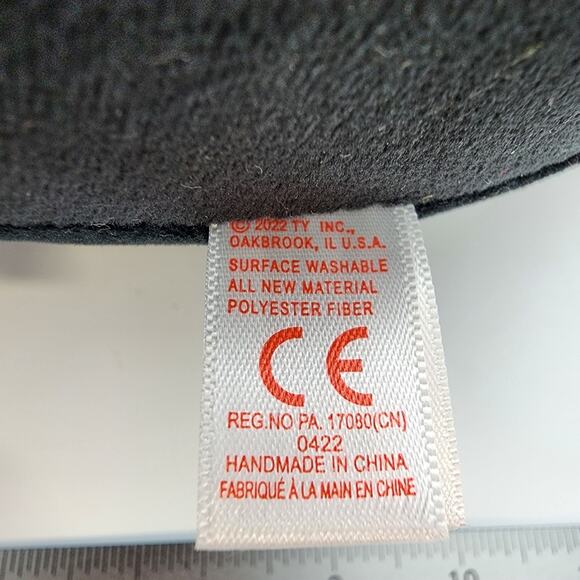 © 2022 TY INC.,
OAKBROOK, IL U.S.A.
SURFACE WASHABLE
ALL NEW MATERIAL
POLYESTER FIBER
CE
REG.NO PA. 17080(CN)
0422
HANDMADE IN CHINA
FABRIQUÉ À LA MAIN EN CHINE